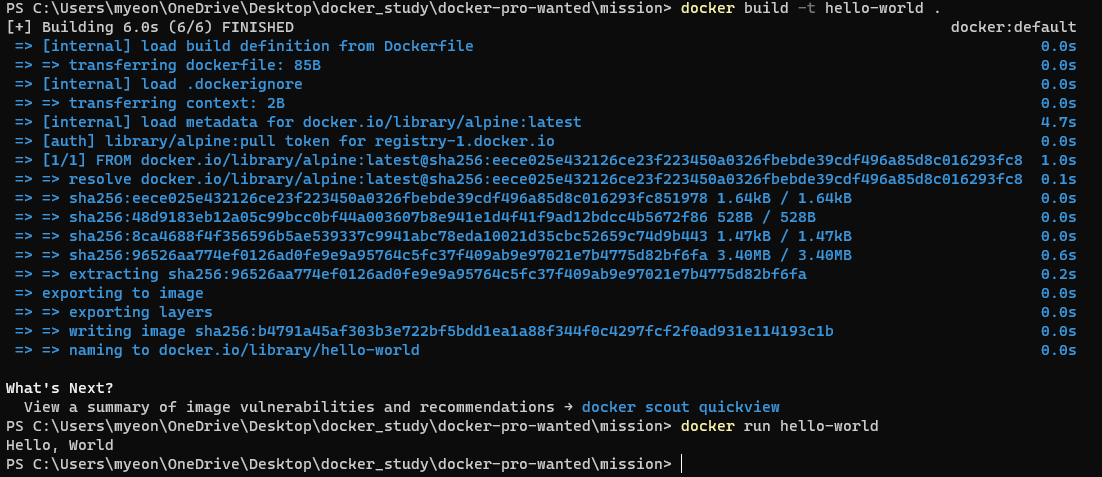 PS C:\Users\myeon\OneDrive\Desktop\docker_study\docker-pro-wanted\mission> docker build -t hello-world .
[+] Building 6.0s (6/6) FINISHED docker:default
=> [internal] load build definition from Dockerfile 0.0s
=> => transferring dockerfile: 85B 0.0s
=> [internal] load .dockerignore 0.0s
=> => transferring context: 2B 0.0s
=> [internal] load metadata for docker.io/library/alpine:latest 4.7s
=> [auth] library/alpine:pull token for registry-1.docker.io 0.0s
=> [1/1] FROM docker.io/library/alpine:latest@sha256:eece025e432126ce23f223450a0326fbebde39cdf496a85d8c016293fc8 1.0s
=> => resolve docker.io/library/alpine:latest@sha256:eece025e432126ce23f223450a0326fbebde39cdf496a85d8c016293fc8 0.1s
=> => sha256:eece025e432126ce23f223450a0326fbebde39cdf496a85d8c016293fc851978 1.64kB / 1.64kB 0.0s
=> => sha256:48d9183eb12a05c99bcc0bf44a003607b8e941e1d4f41f9ad12bdcc4b5672f86 528B / 528B 0.0s
=> => sha256:8ca4688f4f356596b5ae539337c9941abc78eda10021d35cbc52659c74d9b443 1.47kB / 1.47kB 0.0s
=> => sha256:96526aa774ef0126ad0fe9e9a95764c5fc37f409ab9e97021e7b4775d82bf6fa 3.40MB / 3.40MB 0.6s
=> => extracting sha256:96526aa774ef0126ad0fe9e9a95764c5fc37f409ab9e97021e7b4775d82bf6fa 0.2s
=> exporting to image 0.0s
=> => exporting layers 0.0s
=> => writing image sha256:b4791a45af303b3e722bf5bdd1ea1a88f344f0c4297fcf2f0ad931e114193c1b 0.0s
=> => naming to docker.io/library/hello-world 0.0s
What's Next?
View a summary of image vulnerabilities and recommendations → docker scout quickview
PS C:\Users\myeon\OneDrive\Desktop\docker_study\docker-pro-wanted\mission> docker run hello-world
Hello, World
PS C:\Users\myeon\OneDrive\Desktop\docker_study\docker-pro-wanted\mission>